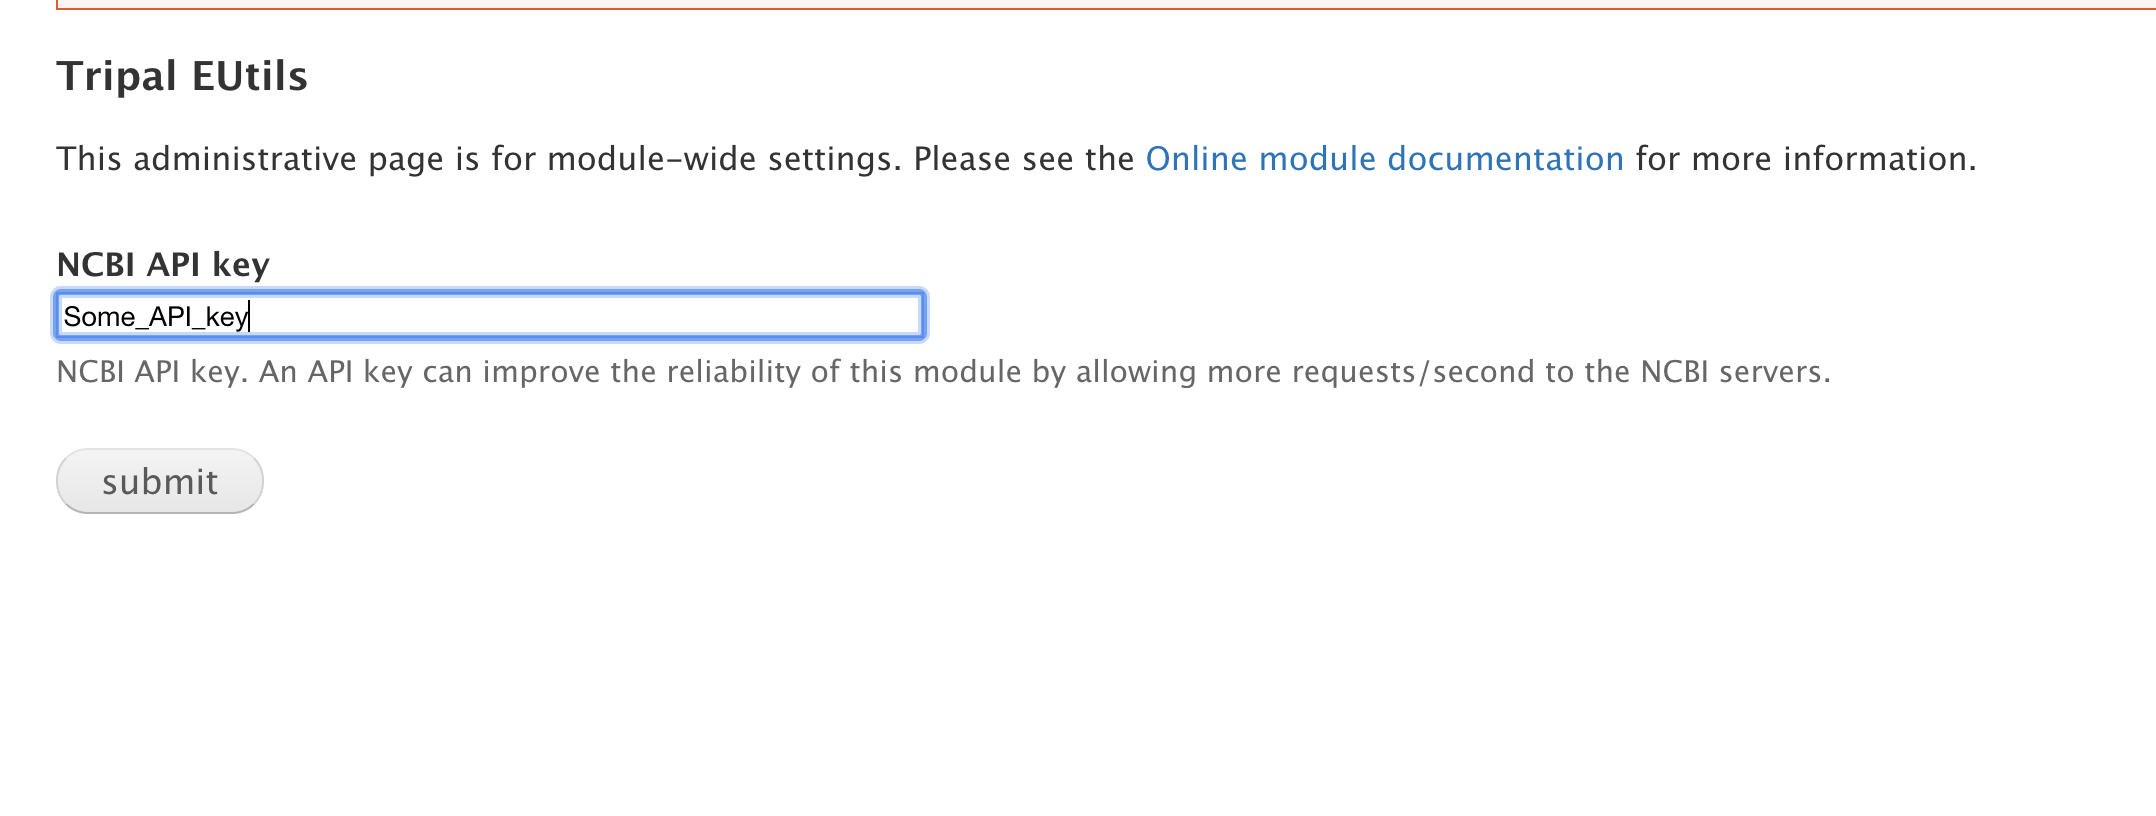 Tripal EUtils
This administrative page is for module-wide settings. Please see the Online module documentation for more information.
NCBI API key
Some_API_key
NCBI API key. An API key can improve the reliability of this module by allowing more requests/second to the NCBI servers.
submit